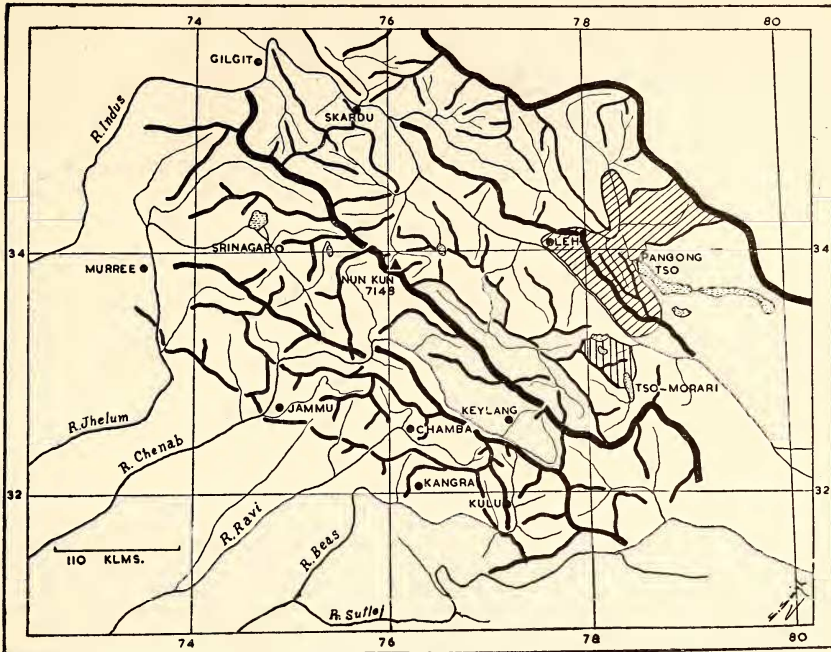 74 76 78 80
GILGIT
SKARDU
R. Indus
34 SRINAGAR LEH 34
MURREE
PANGONG
TSO
NUN KUN
7148
TSO-MORARI
JAMMU
KEYLANG
R. Jhelum
CHAMBA
R. Chenab
32 KANGRA 32
KULU
R. Ravi
R. Beas
110 KLMS.
R. Sutlej
74 76 78 80